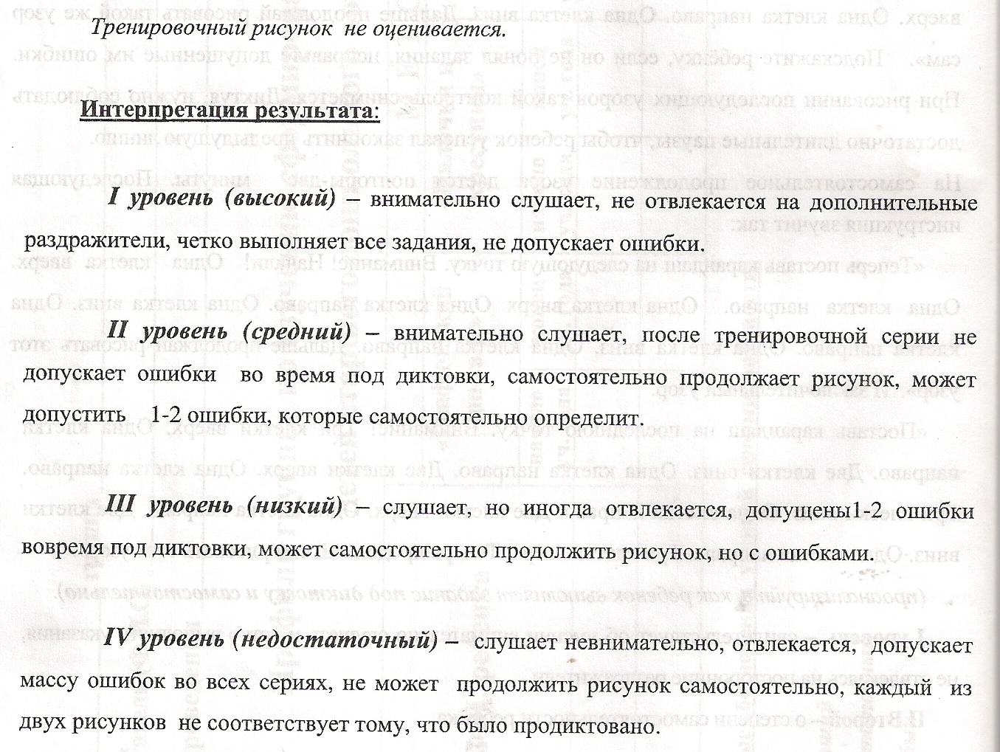 Тренировочный рисунок не оценивается.
Интерпретация результата:
I уровень (высокий) – внимательно слушает, не отвлекается на дополнительные
раздражители, четко выполняет все задания, не допускает ошибки.
II уровень (средний) – внимательно слушает, после тренировочной серии не
допускает ошибки во время под диктовки, самостоятельно продолжает рисунок, может
допустить 1-2 ошибки, которые самостоятельно определит.
III уровень (низкий) – слушает, но иногда отвлекается, допущены1-2 ошибки
вовремя под диктовки, может самостоятельно продолжить рисунок, но с ошибками.
IV уровень (недостаточный) – слушает невнимательно, отвлекается, допускает
массу ошибок во всех сериях, не может продолжить рисунок самостоятельно, каждый из
двух рисунков не соответствует тому, что было продиктовано.